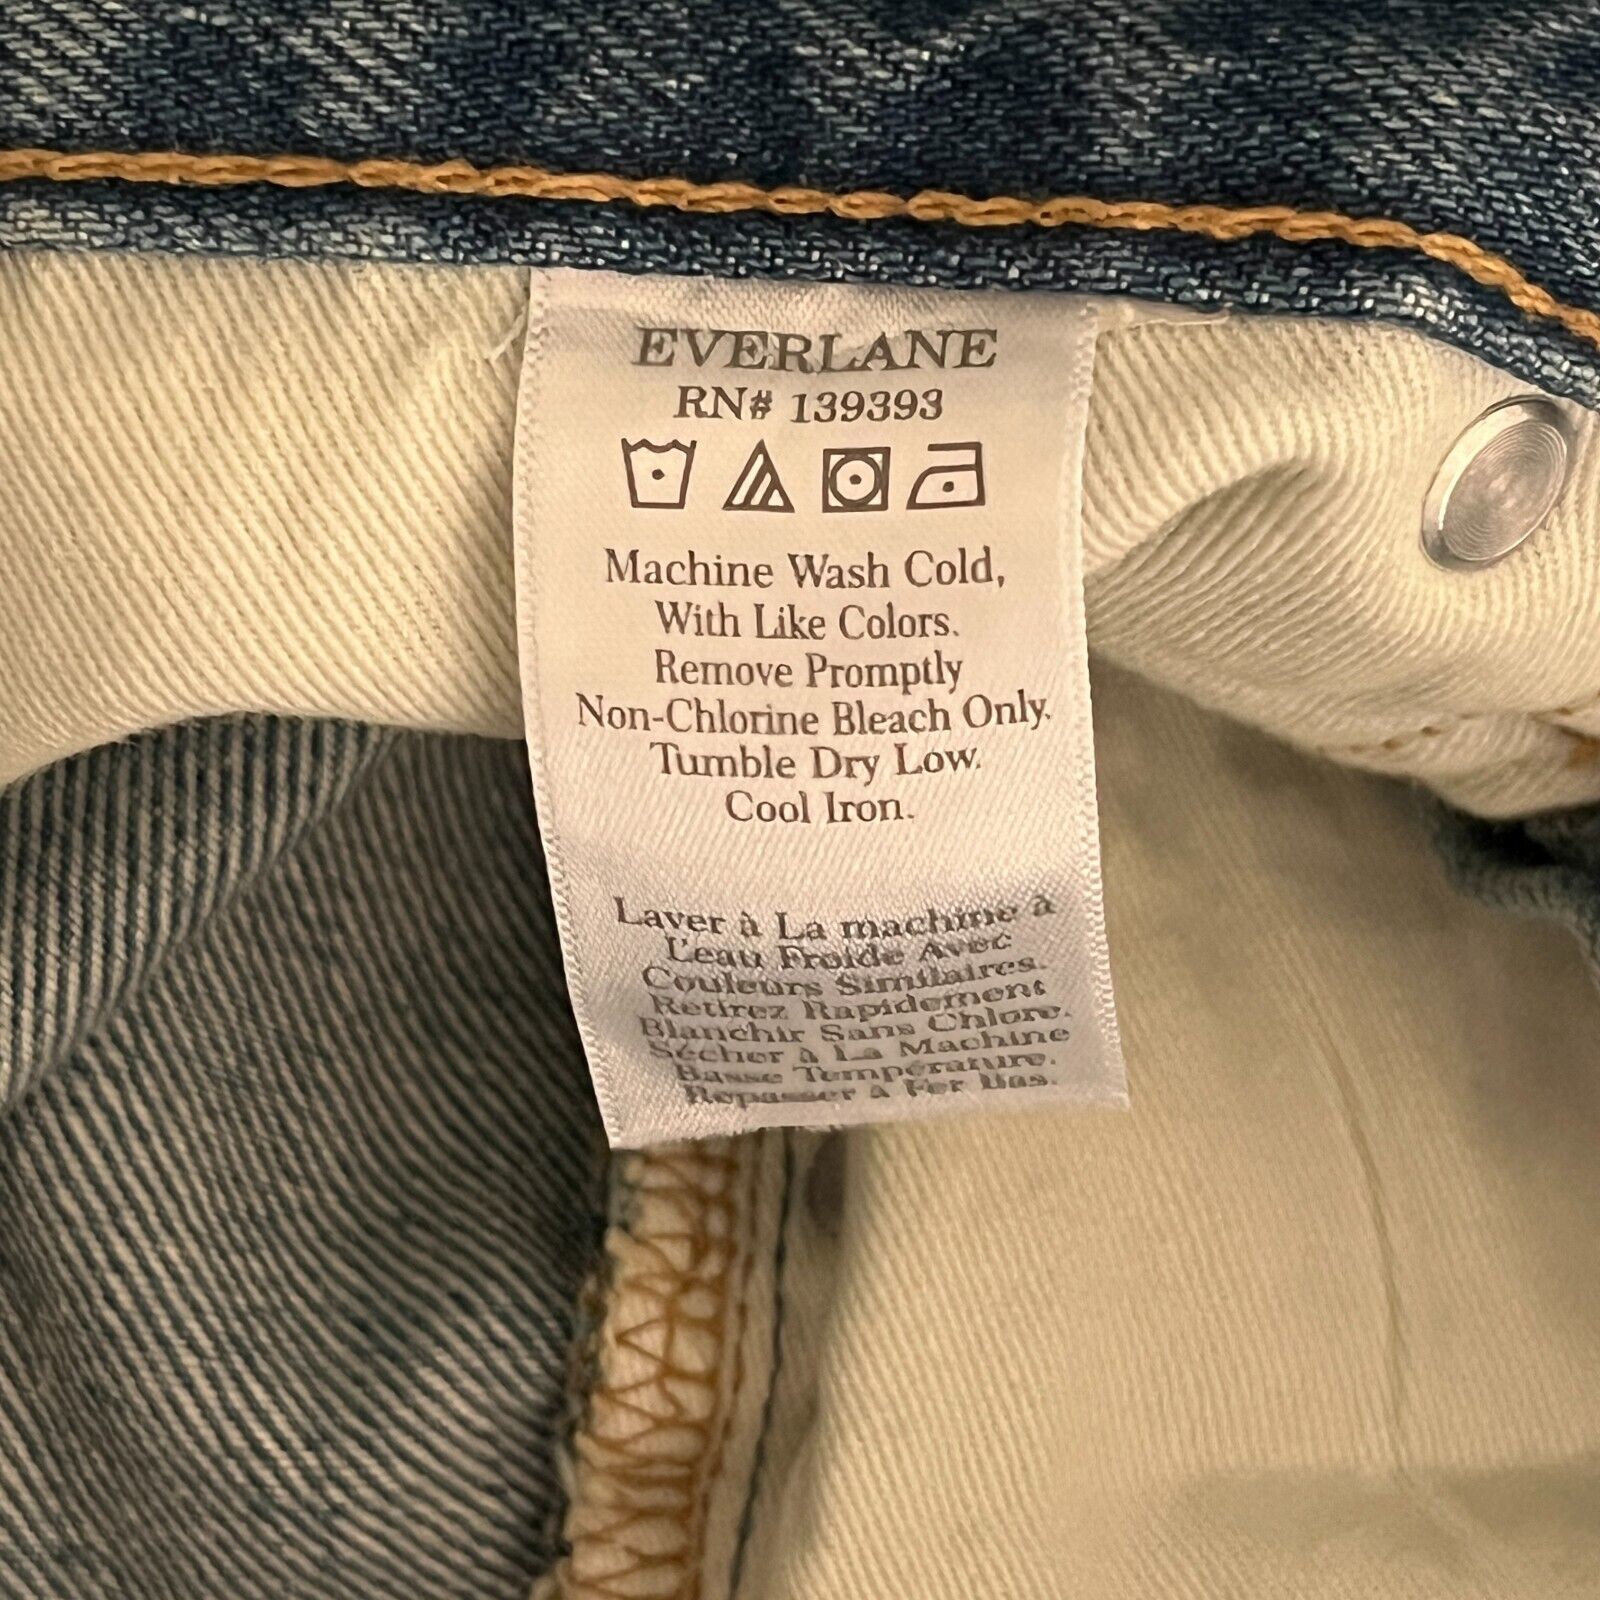 EVERLANE
RN# 139393
Machine Wash Cold,
With Like Colors.
Remove Promptly
Non-Chlorine Bleach Only.
Tumble Dry Low.
Cool Iron.
Laver à La machine à
L'eau Froide Avec
Couleurs Similaires.
Retirez Rapidement
Blanchir Sans Chlore.
Sécher à La Machine
Basse Température.
Repasser à Fer Bas.